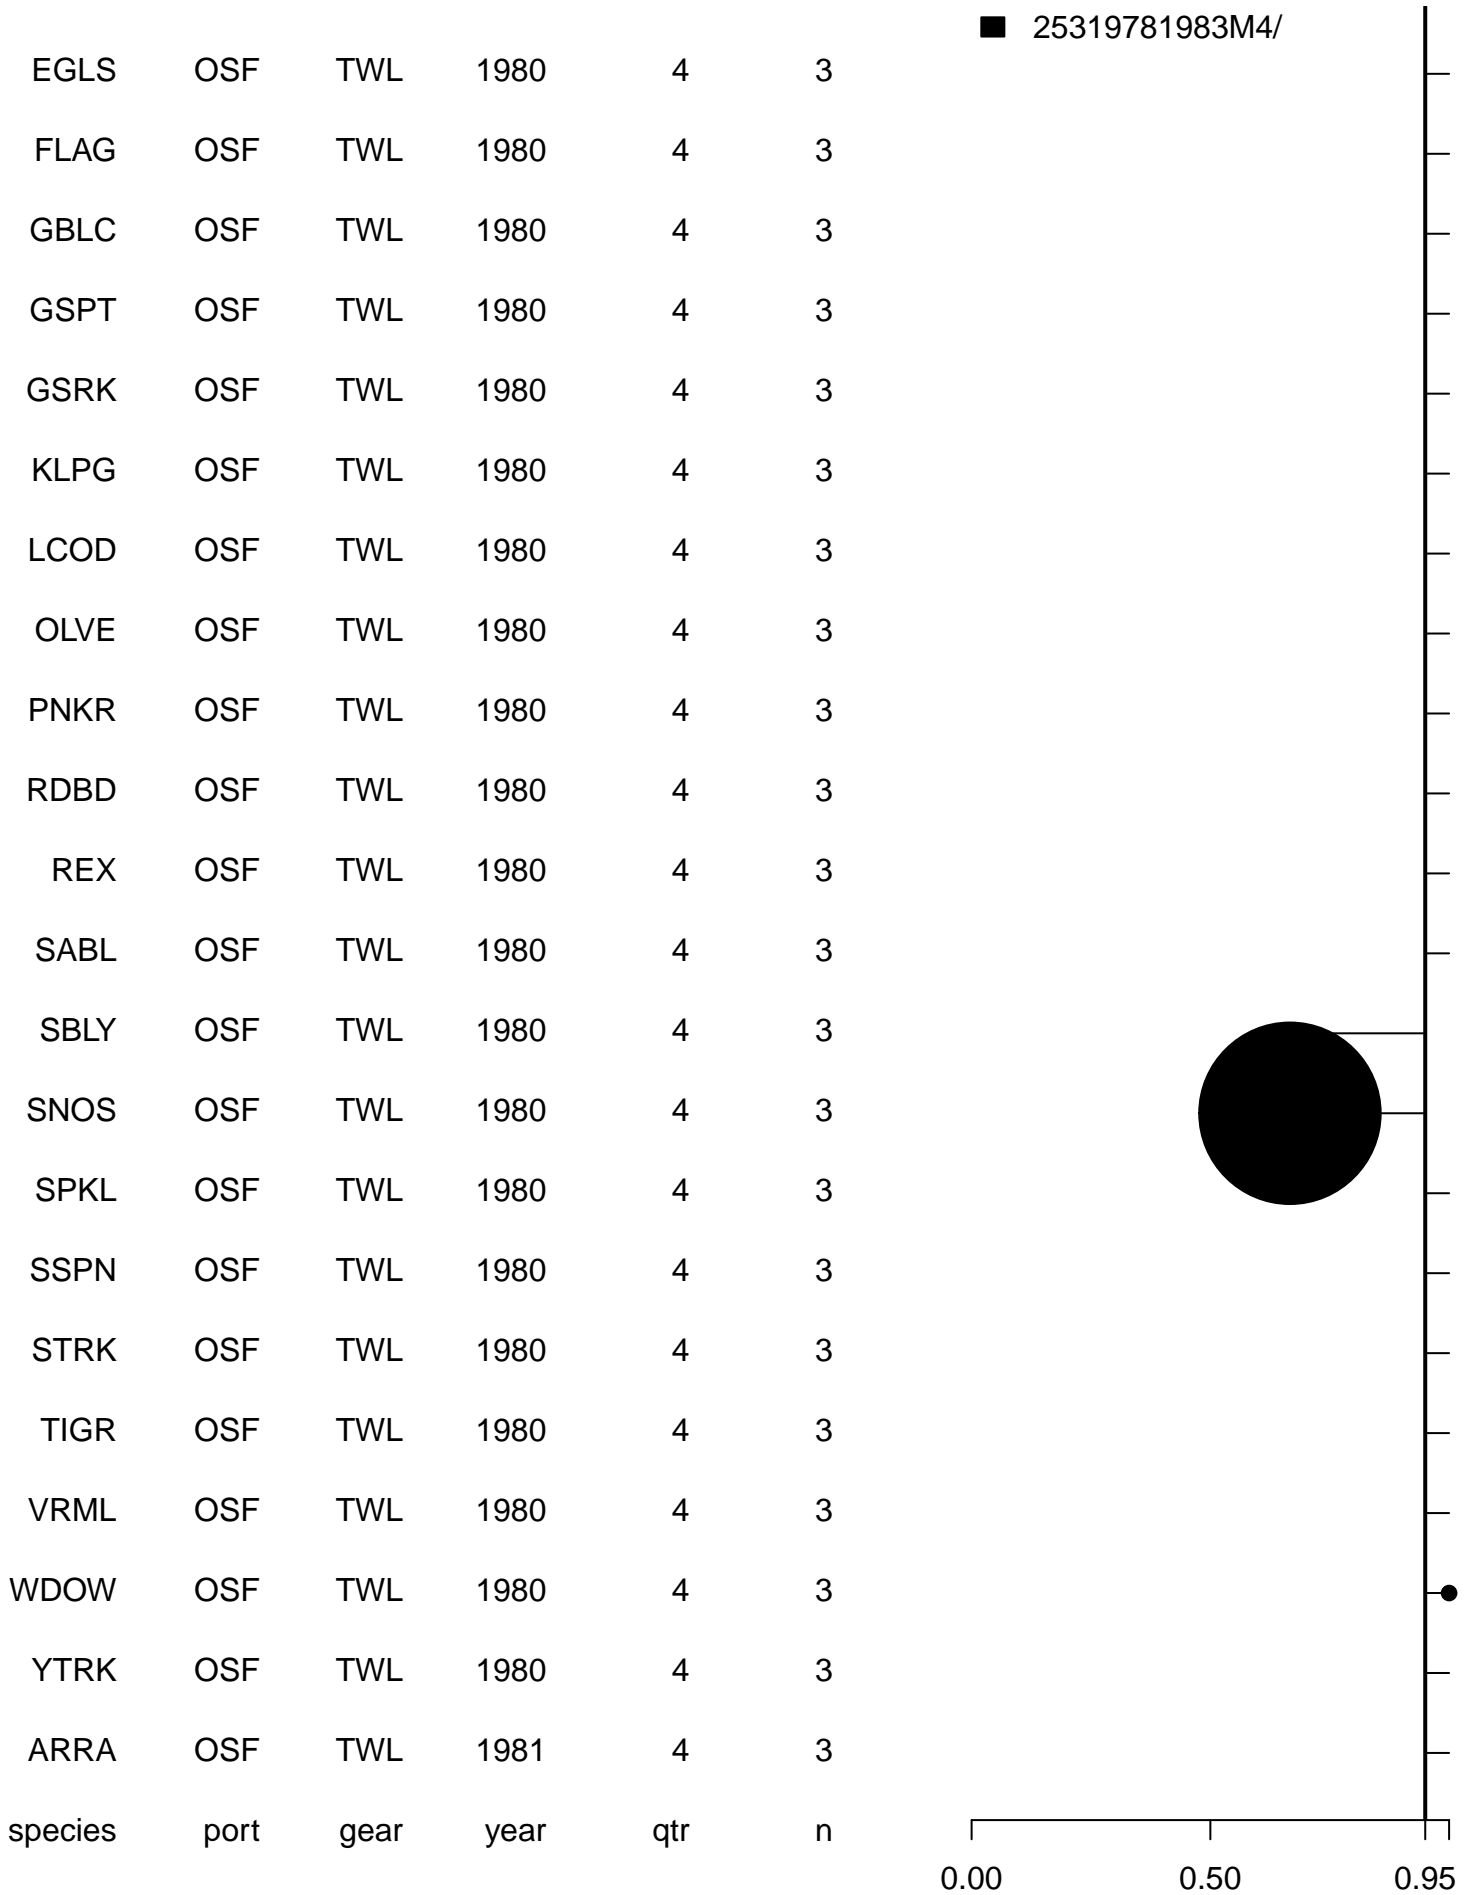 25319781983M4/
EGLS OSF TWL 1980 4 3
FLAG OSF TWL 1980 4 3
GBLC OSF TWL 1980 4 3
GSPT OSF TWL 1980 4 3
GSRK OSF TWL 1980 4 3
KLPG OSF TWL 1980 4 3
LCOD OSF TWL 1980 4 3
OLVE OSF TWL 1980 4 3
PNKR OSF TWL 1980 4 3
RDBD OSF TWL 1980 4 3
REX OSF TWL 1980 4 3
SABL OSF TWL 1980 4 3
SBLY OSF TWL 1980 4 3
SNOS OSF TWL 1980 4 3
SPKL OSF TWL 1980 4 3
SSPN OSF TWL 1980 4 3
STRK OSF TWL 1980 4 3
TIGR OSF TWL 1980 4 3
VRML OSF TWL 1980 4 3
WDOW OSF TWL 1980 4 3
YTRK OSF TWL 1980 4 3
ARRA OSF TWL 1981 4 3
species port gear year qtr n
0.00 0.50 0.95